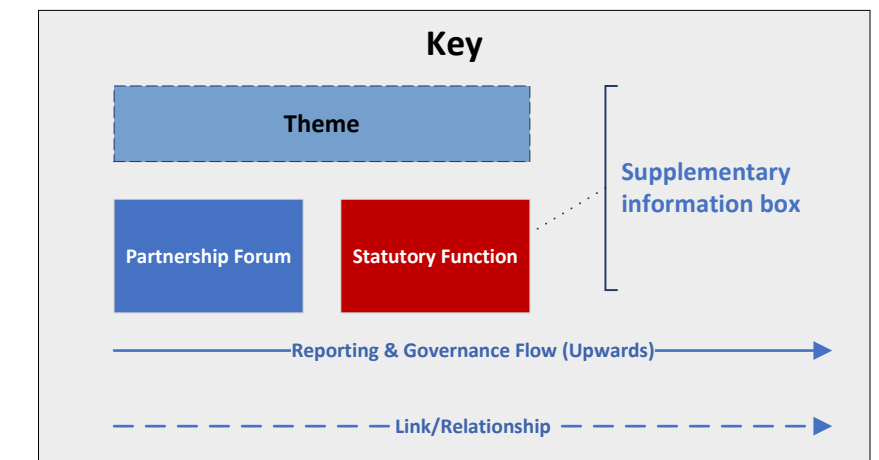 Key
Theme
Supplementary
information box
Partnership Forum
Statutory Function
Reporting & Governance Flow (Upwards)
Link/Relationship